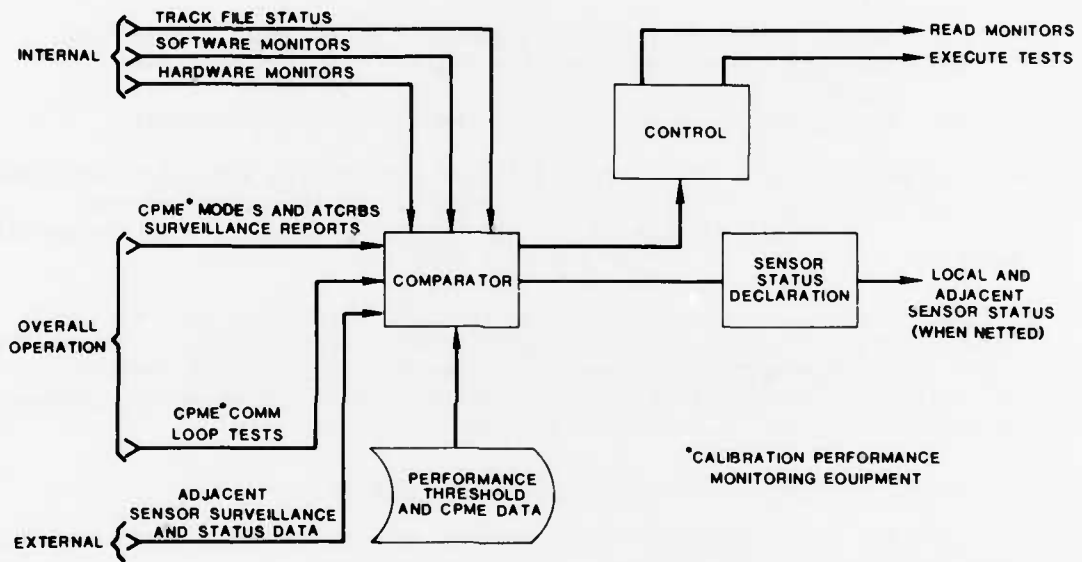 TRACK FILE STATUS
INTERNAL
SOFTWARE MONITORS
HARDWARE MONITORS
READ MONITORS
EXECUTE TESTS
CONTROL
CPME* MODE S AND ATCRBS
SURVEILLANCE REPORTS
COMPARATOR
SENSOR
STATUS
DECLARATION
LOCAL AND
ADJACENT
SENSOR STATUS
(WHEN NETTED)
OVERALL
OPERATION
CPME* COMM
LOOP TESTS
PERFORMANCE
THRESHOLD
AND CPME DATA
*CALIBRATION PERFORMANCE
MONITORING EQUIPMENT
ADJACENT
SENSOR SURVEILLANCE
AND STATUS DATA
EXTERNAL